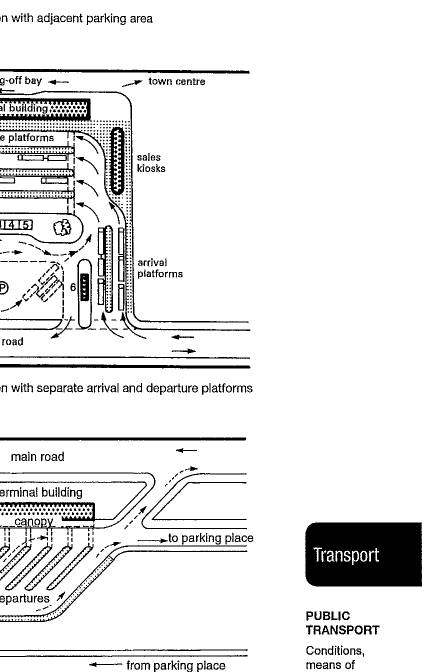 n with adjacent parking area
g-off bay
town centre
al building
e platforms
sales
kiosks
4 5
arrival
platforms
P
6
road
n with separate arrival and departure platforms
main road
erminal building
canopy
to parking place
epartures
from parking place
Transport
PUBLIC
TRANSPORT
Conditions,
means of